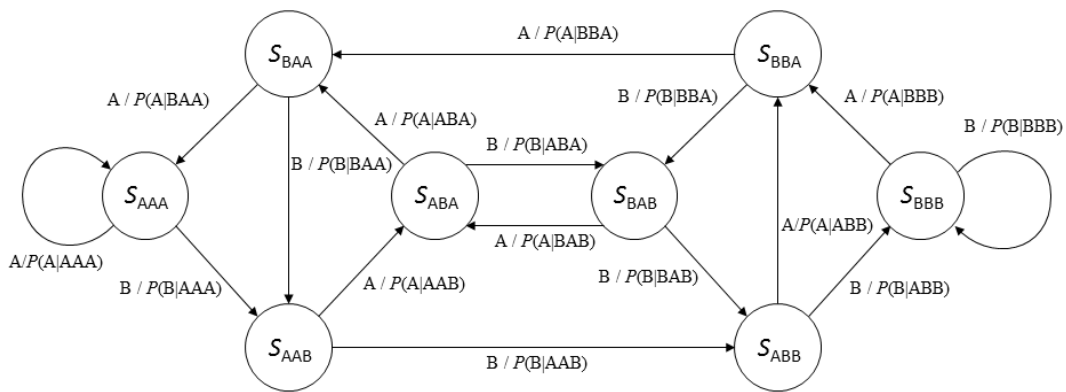 A / P(A|BBA)
S_BAA
S_BBA
A / P(A|BAA)
B / P(B|BBA)
A / P(A|BBB)
A / P(A|ABA)
B / P(B|BBB)
B / P(B|ABA)
B / P(B|BAA)
S_AAA
S_ABA
S_BAB
S_BBB
A/P(A|ABB)
A / P(A|BAB)
A/P(A|AAA)
B / P(B|AAA)
A / P(A|AAB)
B / P(B|BAB)
B / P(B|ABB)
S_AAB
S_ABB
B / P(B|AAB)